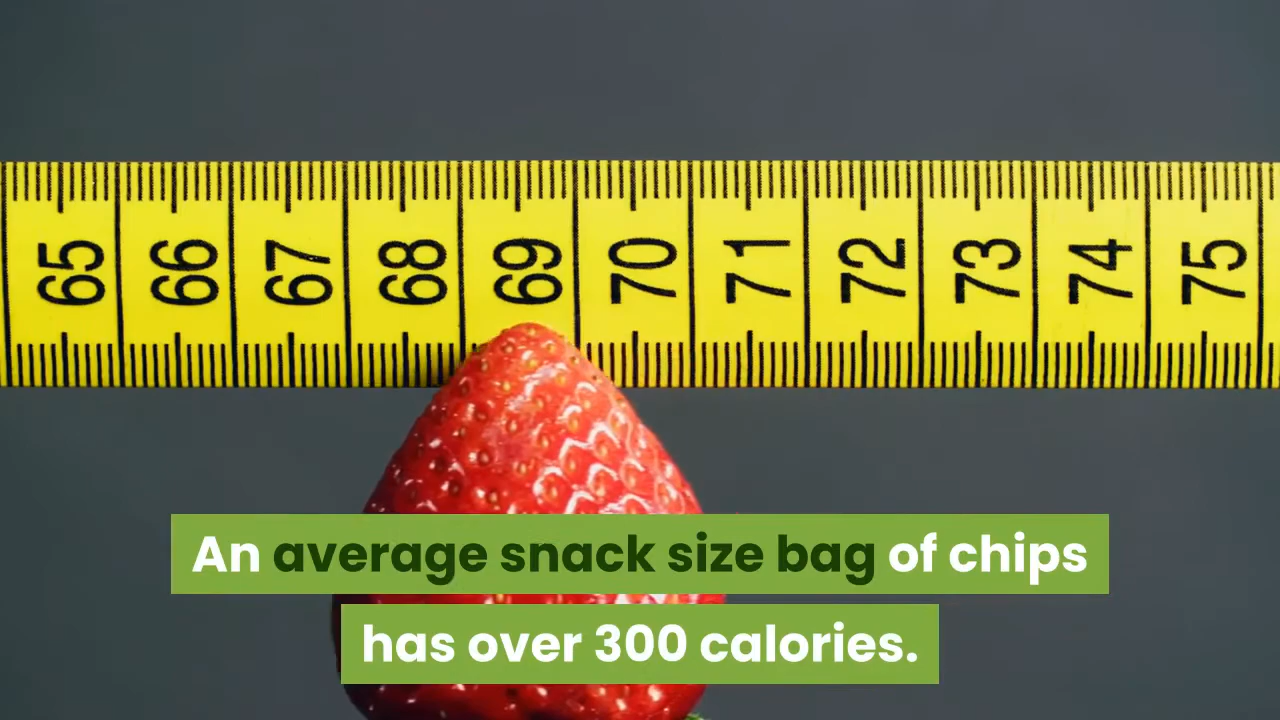 65 66 67 68 69 70 71 72 73 74 75
An average snack size bag of chips
has over 300 calories.